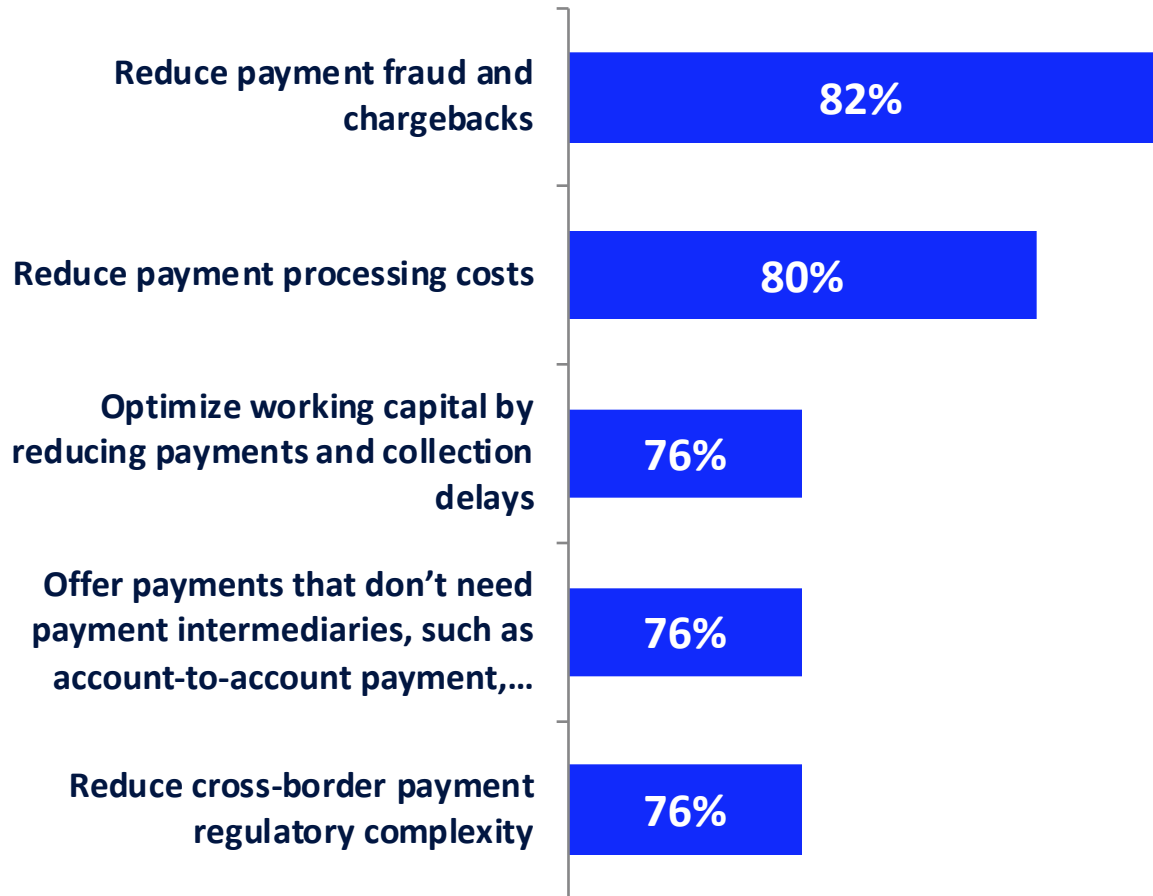 Reduce payment fraud and
chargebacks
82%
Reduce payment processing costs
80%
Optimize working capital by
reducing payments and collection
delays
76%
Offer payments that don’t need
payment intermediaries, such as
account-to-account payment,...
76%
Reduce cross-border payment
regulatory complexity
76%